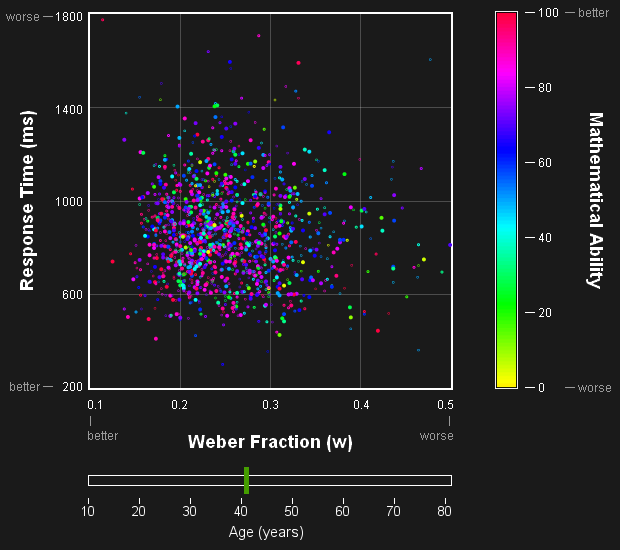 worse 1800
1400
1000
600
better 200
Response Time (ms)
0.1 0.2 0.3 0.4 0.5
better worse
Weber Fraction (w)
100 better
80
60
40
20
0 worse
Mathematical Ability
10 20 30 40 50 60 70 80
Age (years)